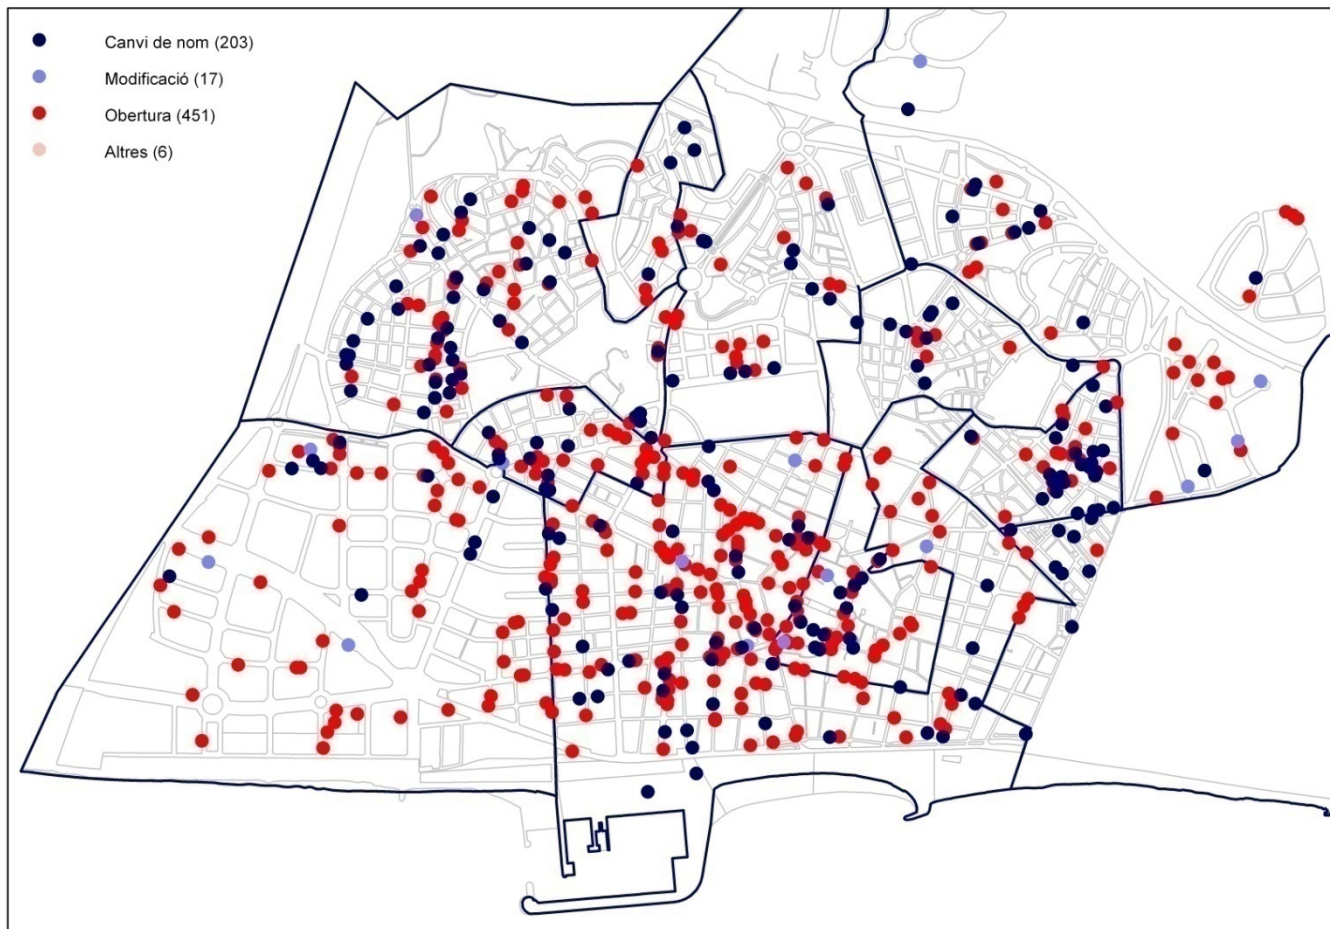 Canvi de nom (203)
Modificació (17)
Obertura (451)
Altres (6)